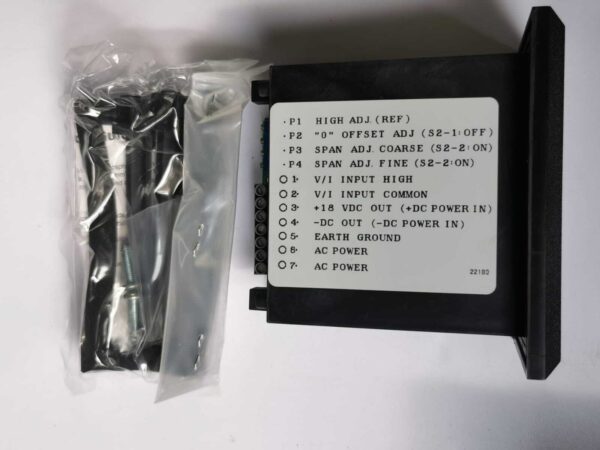 · P1 HIGH ADJ. (REF)
· P2 "0" OFFSET ADJ (S2-1:OFF)
· P3 SPAN ADJ. COARSE (S2-2:ON)
· P4 SPAN ADJ. FINE (S2-2:ON)
1· V/I INPUT HIGH
2· V/I INPUT COMMON
3· +18 VDC OUT (+DC POWER IN)
4· -DC OUT (-DC POWER IN)
5· EARTH GROUND
6· AC POWER
7· AC POWER
22180